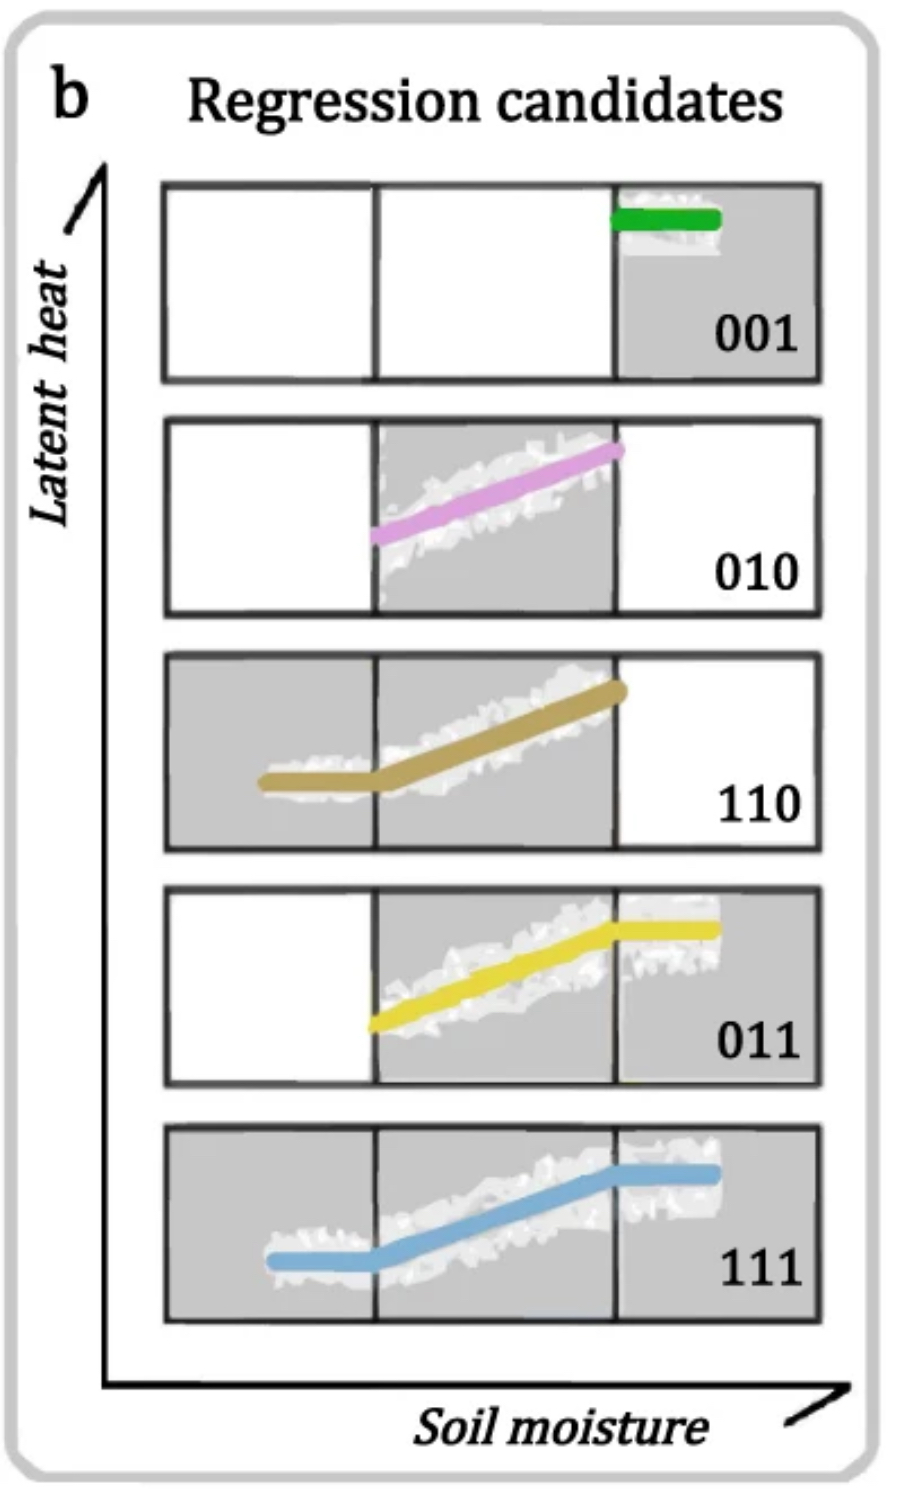 b Regression candidates
Latent heat
001
010
110
011
111
Soil moisture